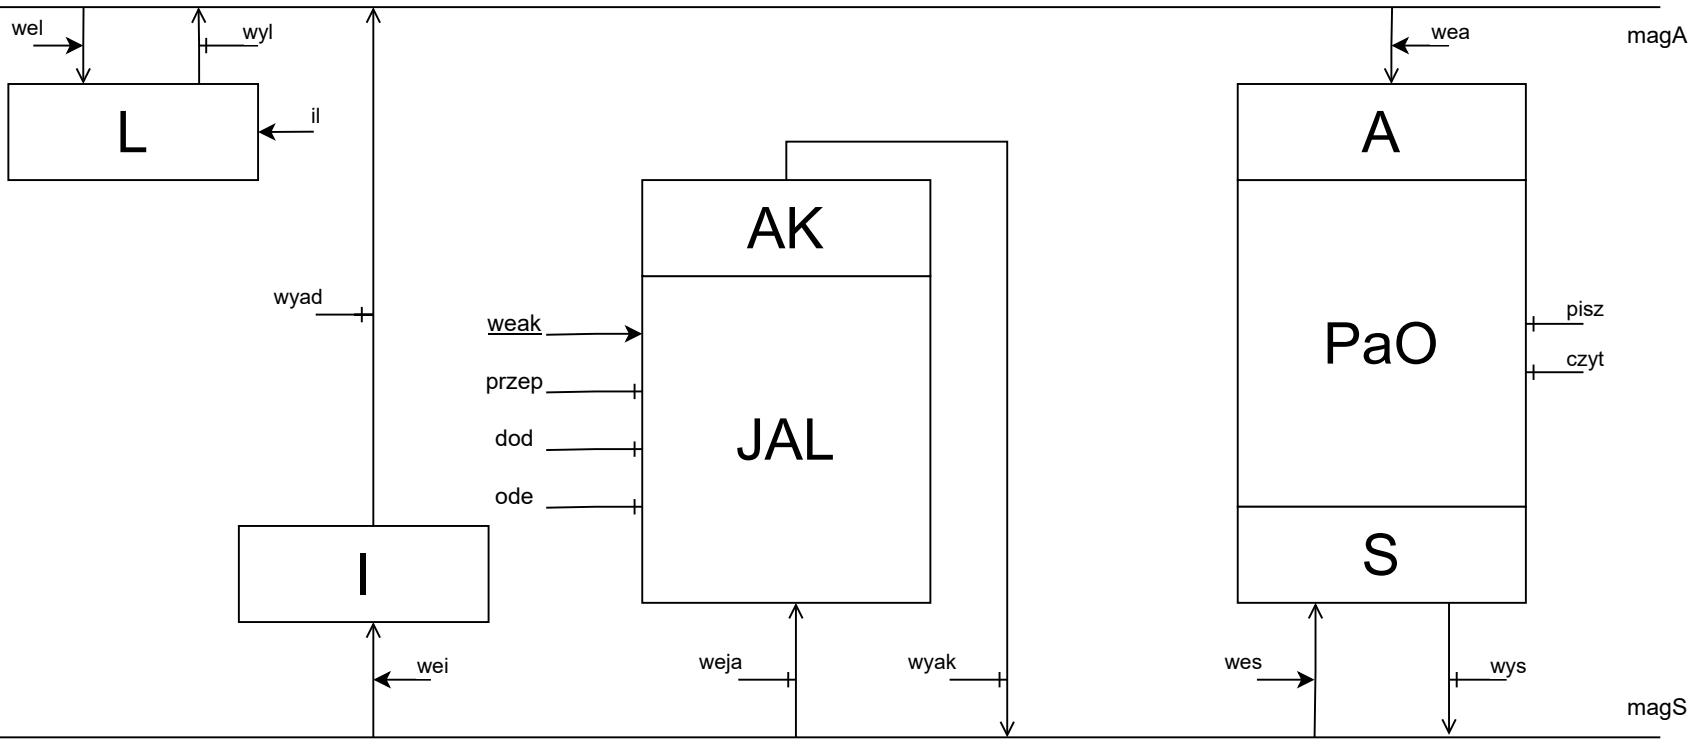 wel
wyl
wea
magA
L
il
A
AK
wyad
weak
przep
dod
ode
JAL
PaO
pisz
czyt
I
S
wei
weja
wyak
wes
wys
magS